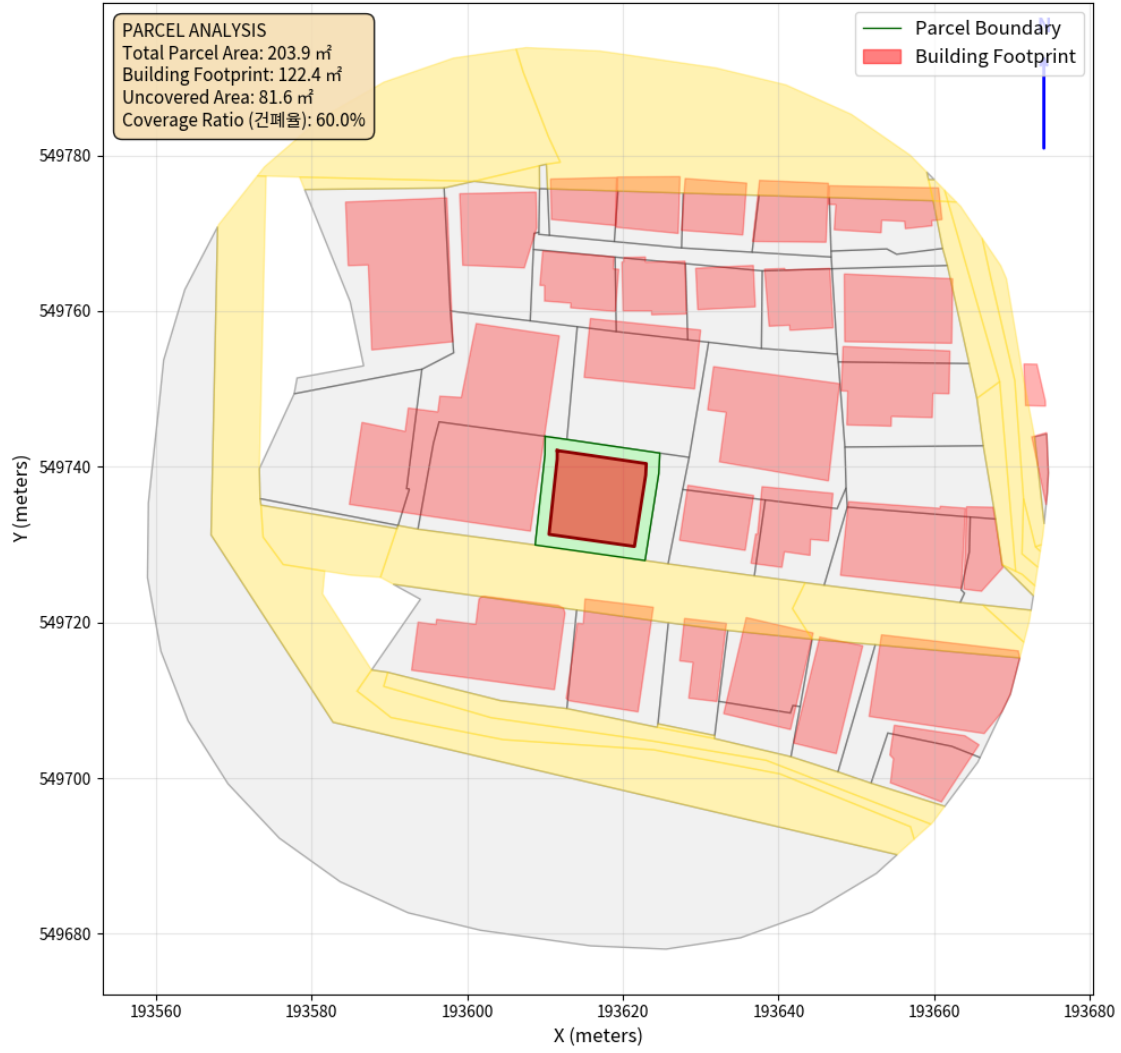 PARCEL ANALYSIS
Total Parcel Area: 203.9 ㎡
Building Footprint: 122.4 ㎡
Uncovered Area: 81.6 ㎡
Coverage Ratio (건폐율): 60.0%
Parcel Boundary
Building Footprint
N
549780
549760
549740
549720
549700
549680
Y (meters)
193560
193580
193600
193620
193640
193660
193680
X (meters)